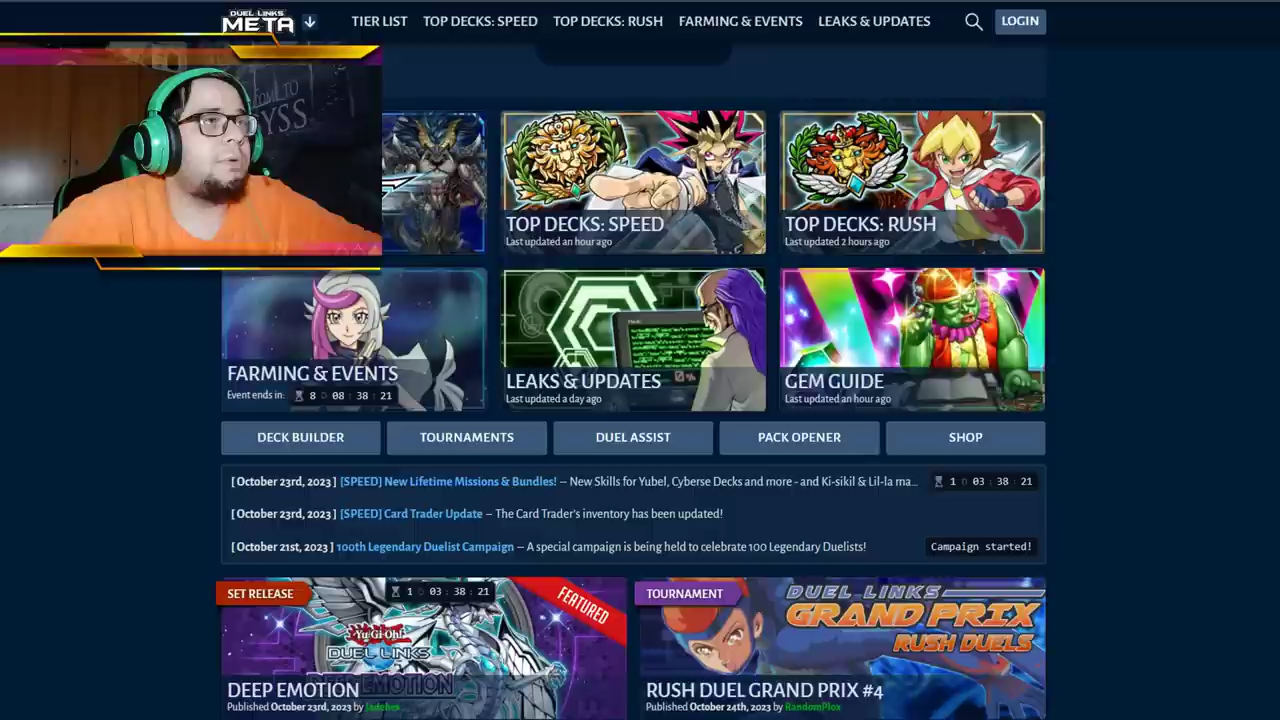 DUEL LINKS
META
TIER LIST
TOP DECKS: SPEED
TOP DECKS: RUSH
FARMING & EVENTS
LEAKS & UPDATES
LOGIN
TOP DECKS: SPEED
Last updated an hour ago
TOP DECKS: RUSH
Last updated 2 hours ago
FARMING & EVENTS
Event ends in: 8 D 08 : 38 : 21
LEAKS & UPDATES
Last updated a day ago
GEM GUIDE
Last updated an hour ago
DECK BUILDER
TOURNAMENTS
DUEL ASSIST
PACK OPENER
SHOP
[ October 23rd, 2023 ] [SPEED] New Lifetime Missions & Bundles! – New Skills for Yubel, Cyberse Decks and more - and Ki-sikil & Lil-la ma... 1 D 03 : 38 : 21
[ October 23rd, 2023 ] [SPEED] Card Trader Update – The Card Trader's inventory has been updated!
[ October 21st, 2023 ] 100th Legendary Duelist Campaign – A special campaign is being held to celebrate 100 Legendary Duelists! Campaign started!
SET RELEASE
1 D 03 : 38 : 21
FEATURED
Yu-Gi-Oh!
DUEL LINKS
DEEP EMOTION
Published October 23rd, 2023 by Jadehex
TOURNAMENT
DUEL LINKS
GRAND PRIX
RUSH DUELS
RUSH DUEL GRAND PRIX #4
Published October 24th, 2023 by RandomPlox